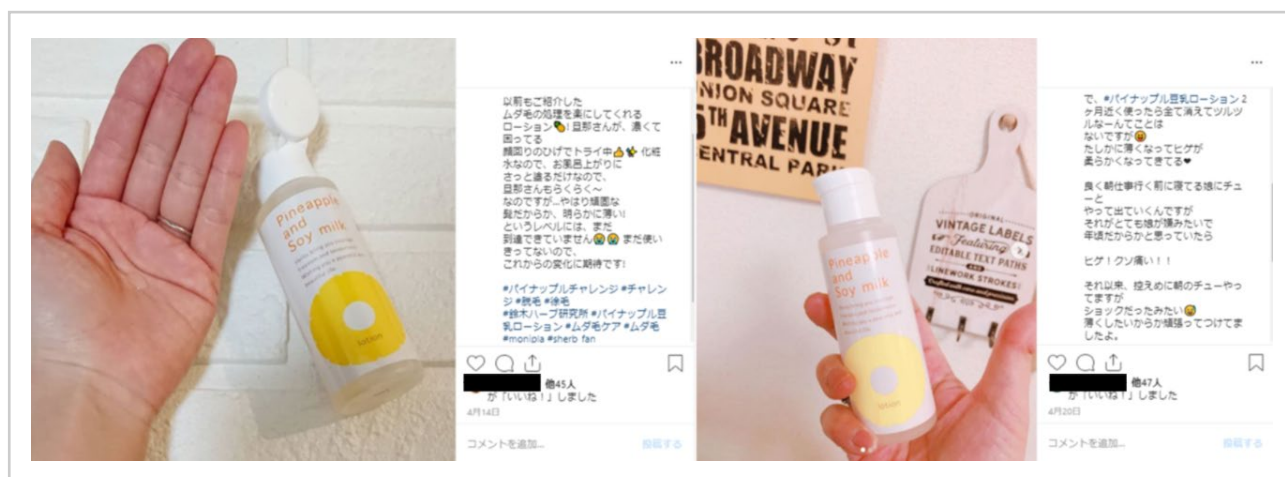 Pineapple
and
Soy milk
lotion
以前もご紹介した
ムダ毛の処理を楽にしてくれる
ローション🍍!旦那さんが、濃くて
困ってる
顔回りのひげでトライ中👍✨ 化粧
水なので、お風呂上がりに
さっと塗るだけなので、
旦那さんもらくらく〜
なのですが…やはり頑固な
髭だからか、明らかに薄い!
というレベルには、まだ
到達できていません😭😭 まだ使い
きってないので、
これからの変化に期待です!
#パイナップルチャレンジ #チャレン
ジ #脱毛 #除毛
#鈴木ハーブ研究所 #パイナップル豆
乳ローション #ムダ毛ケア #ムダ毛
#monipla #sherb_fan
他45人
が「いいね!」しました
4月14日
コメントを追加...
投稿する
BROADWAY
UNION SQUARE
5TH AVENUE
CENTRAL PARK
ORIGINAL
VINTAGE LABELS
Featuring
EDITABLE TEXT PATHS
AND
LINEWORK STROKES
Pineapple
and
Soy milk
lotion
で、#パイナップル豆乳ローション 2
ヶ月近く使ったら全て消えてツルツ
ルなーんてことは
ないですが😝
たしかに薄くなってヒゲが
柔らかくなってきてる❤
良く朝仕事行く前に寝てる娘にチュ
ーと
やって出ていくんですが
それがとても娘が嫌みたいで
年頃だからかと思っていたら
ヒゲ!クソ痛い!!
それ以来、控えめに朝のチューやっ
てますが
ショックだったみたい😅
薄くしたいからか頑張ってつけてま
したよ。
他47人
が「いいね!」しました
4月20日
コメントを追加...
投稿する